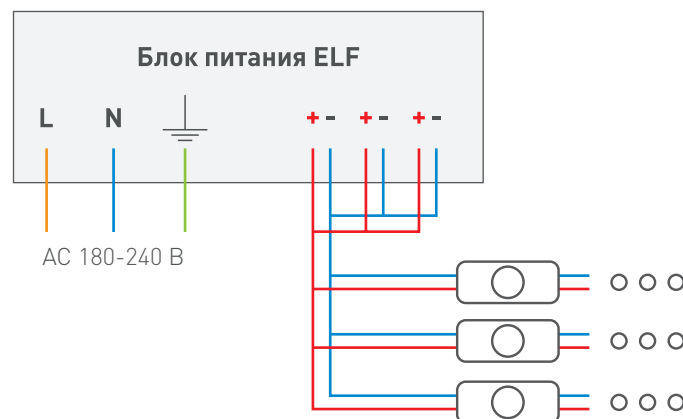 Блок питания ELF
L N + - + - + -
AC 180-240 В